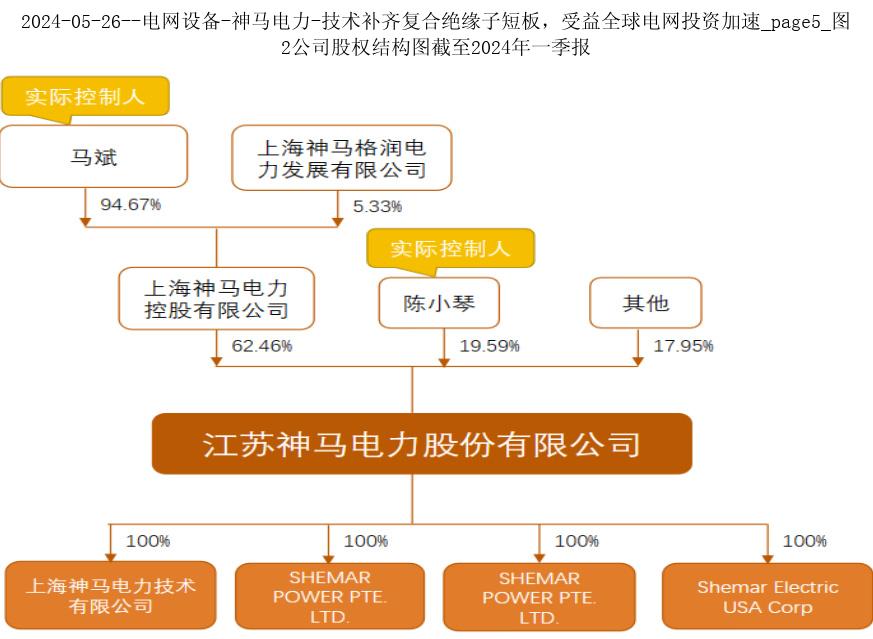 2024-05-26--电网设备-神马电力-技术补齐复合绝缘子短板，受益全球电网投资加速_page5_图
2公司股权结构图截至2024年一季报
实际控制人
马斌
上海神马格润电
力发展有限公司
94.67%
5.33%
实际控制人
上海神马电力
控股有限公司
陈小琴
其他
62.46%
19.59%
17.95%
江苏神马电力股份有限公司
100%
100%
100%
100%
上海神马电力技术
有限公司
SHEMAR
POWER PTE.
LTD.
SHEMAR
POWER PTE.
LTD.
Shemar Electric
USA Corp